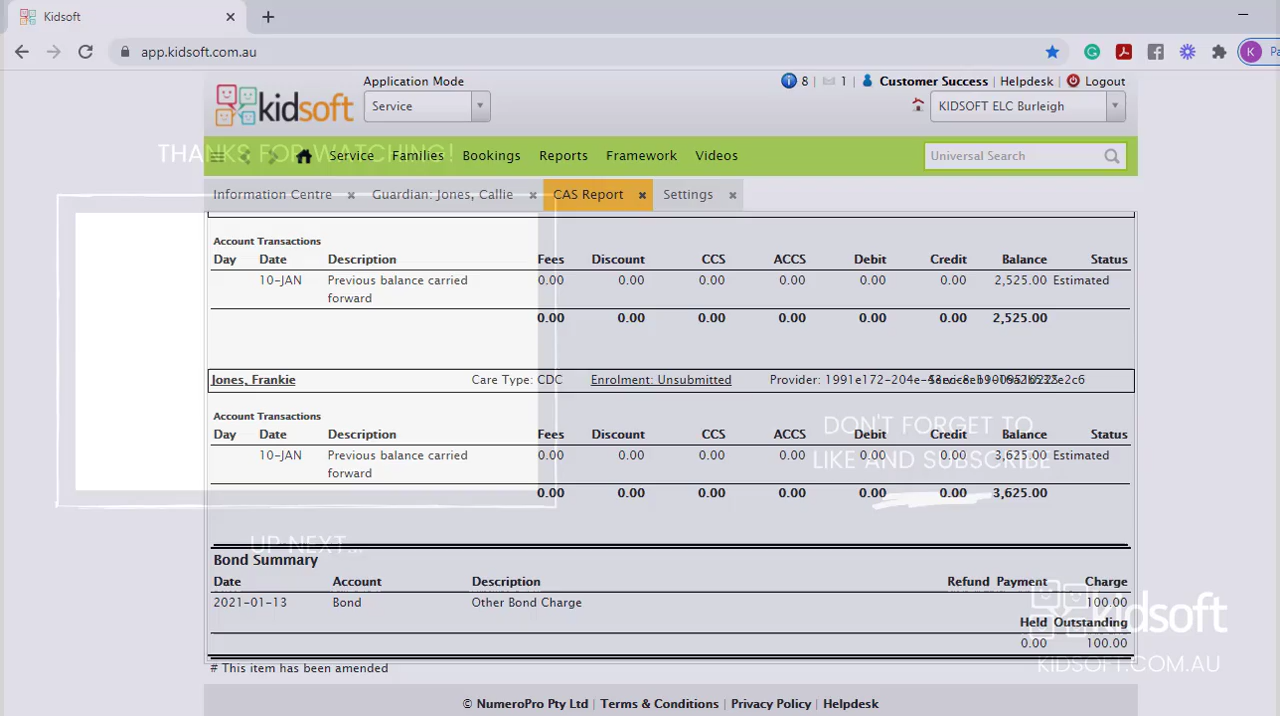 Kidsoft
app.kidsoft.com.au
K
Pa
Application Mode
8 | 1 Customer Success | Helpdesk | Logout
kidsoft
Service
KIDSOFT ELC Burleigh
THANKS FOR WATCHING!
Service Families Bookings Reports Framework Videos
Universal Search
Information Centre Guardian: Jones, Callie CAS Report Settings
Account Transactions
Day Date Description Fees Discount CCS ACCS Debit Credit Balance Status
10-JAN Previous balance carried forward 0.00 0.00 0.00 0.00 0.00 0.00 2,525.00 Estimated
0.00 0.00 0.00 0.00 0.00 0.00 2,525.00
Jones, Frankie Care Type: CDC Enrolment: Unsubmitted Provider: 1991e172-204e-
Account Transactions
DON'T FORGET TO
LIKE AND SUBSCRIBE
Day Date Description Fees Discount CCS ACCS Debit Credit Balance Status
10-JAN Previous balance carried forward 0.00 0.00 0.00 0.00 0.00 0.00 3,625.00 Estimated
0.00 0.00 0.00 0.00 0.00 0.00 3,625.00
UP NEXT...
Bond Summary
Date Account Description Refund Payment Charge
2021-01-13 Bond Other Bond Charge 100.00
Held Outstanding
0.00 100.00
kidsoft
KIDSOFT.COM.AU
# This item has been amended
© NumeroPro Pty Ltd | Terms & Conditions | Privacy Policy | Helpdesk